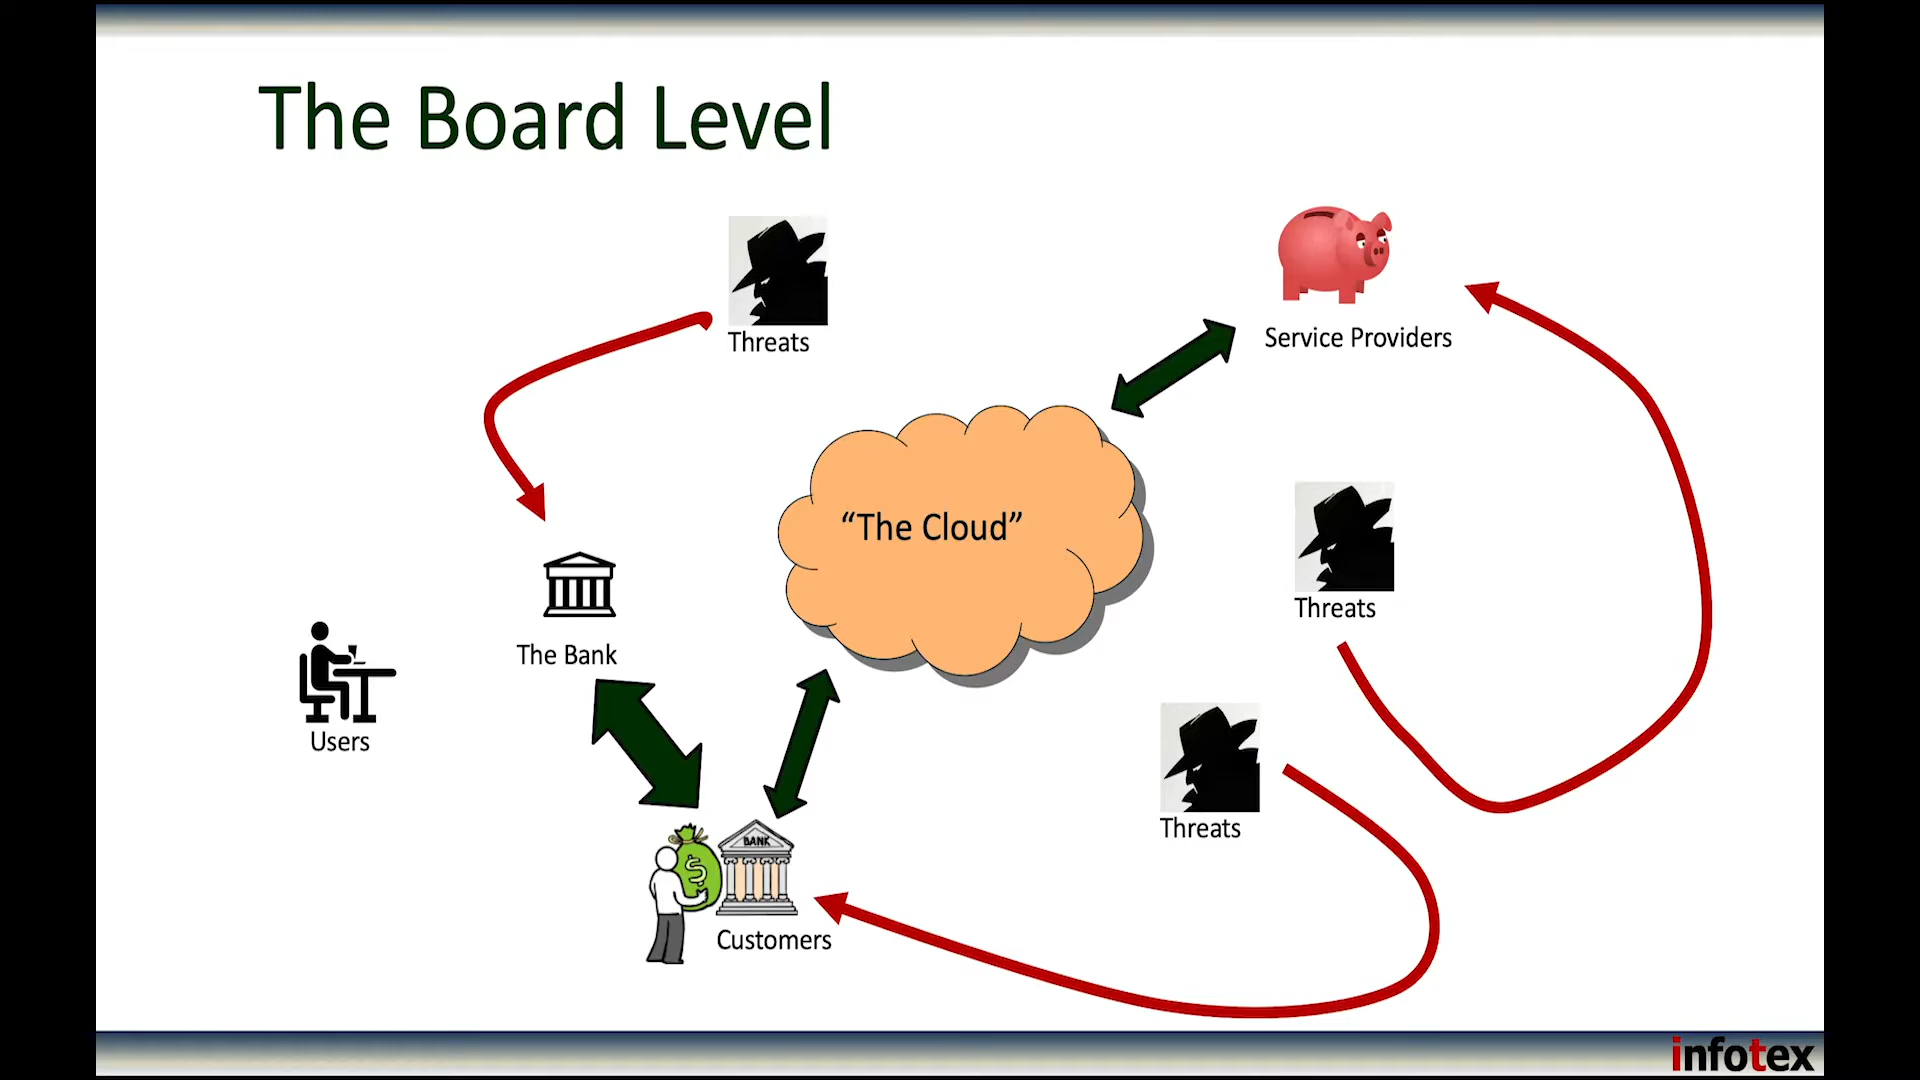 The Board Level
Threats
Service Providers
“The Cloud”
Threats
The Bank
Users
Threats
BANK
$
Customers
infotex